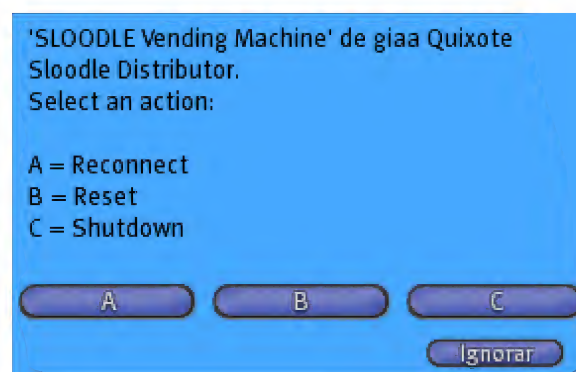 'SLOODLE Vending Machine' de giaa Quixote
Sloodle Distributor.
Select an action:
A = Reconnect
B = Reset
C = Shutdown
A B C
Ignorar